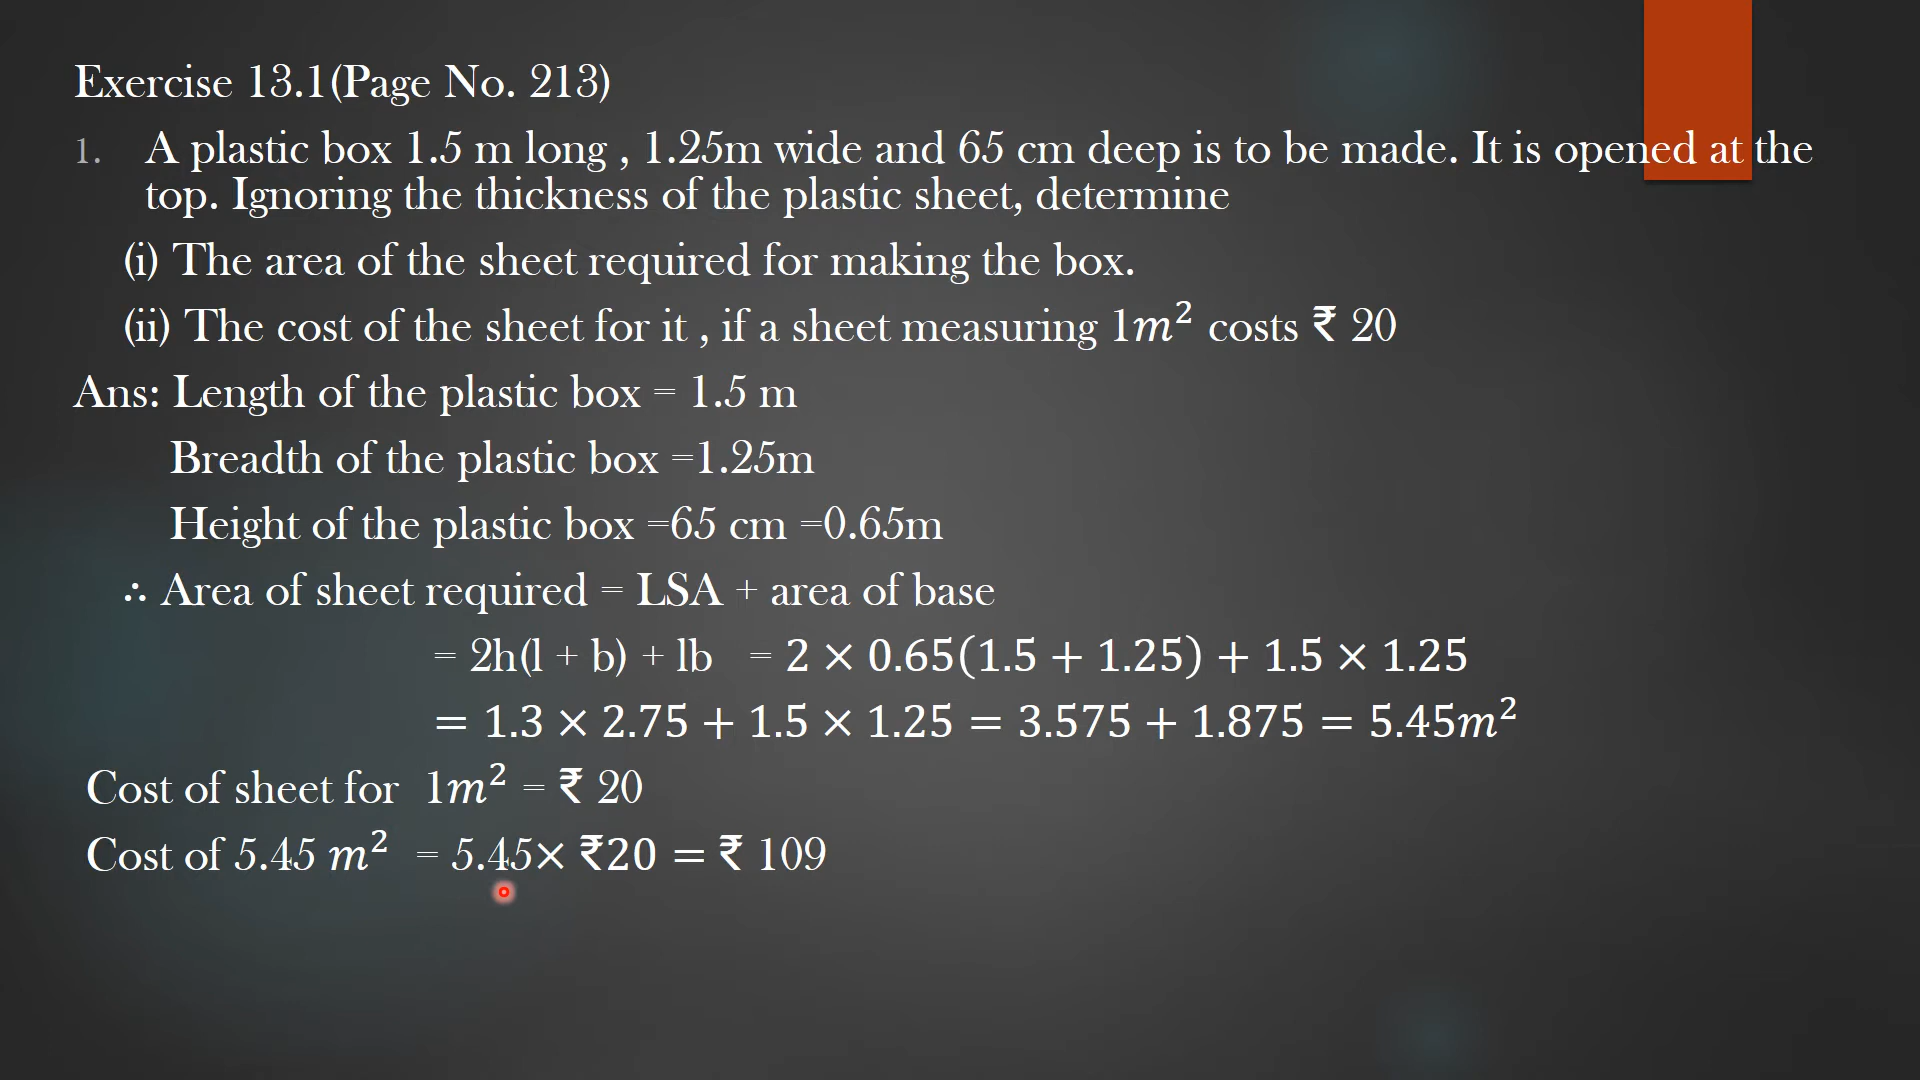 Exercise 13.1(Page No. 213)
1. A plastic box 1.5 m long , 1.25m wide and 65 cm deep is to be made. It is opened at the
top. Ignoring the thickness of the plastic sheet, determine
(i) The area of the sheet required for making the box.
(ii) The cost of the sheet for it , if a sheet measuring 1m² costs ₹ 20
Ans: Length of the plastic box = 1.5 m
Breadth of the plastic box =1.25m
Height of the plastic box =65 cm =0.65m
∴ Area of sheet required = LSA + area of base
= 2h(l + b) + lb = 2 × 0.65(1.5 + 1.25) + 1.5 × 1.25
= 1.3 × 2.75 + 1.5 × 1.25 = 3.575 + 1.875 = 5.45m²
Cost of sheet for 1m² = ₹ 20
Cost of 5.45 m² = 5.45× ₹20 = ₹ 109